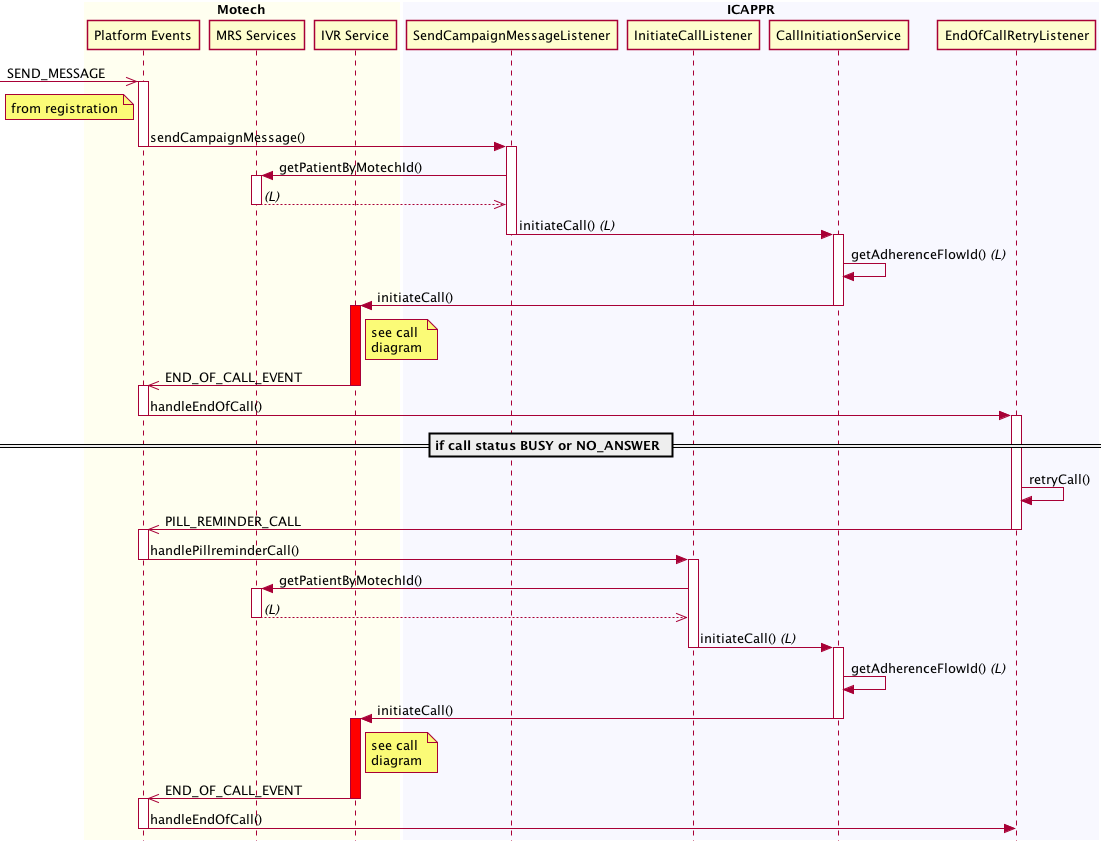 Motech
ICAPPR
Platform Events
MRS Services
IVR Service
SendCampaignMessageListener
InitiateCallListener
CallInitiationService
EndOfCallRetryListener
SEND_MESSAGE
from registration
sendCampaignMessage()
getPatientByMotechId()
(L)
initiateCall() (L)
getAdherenceFlowId() (L)
initiateCall()
see call
diagram
END_OF_CALL_EVENT
handleEndOfCall()
if call status BUSY or NO_ANSWER
retryCall()
PILL_REMINDER_CALL
handlePillreminderCall()
getPatientByMotechId()
(L)
initiateCall() (L)
getAdherenceFlowId() (L)
initiateCall()
see call
diagram
END_OF_CALL_EVENT
handleEndOfCall()